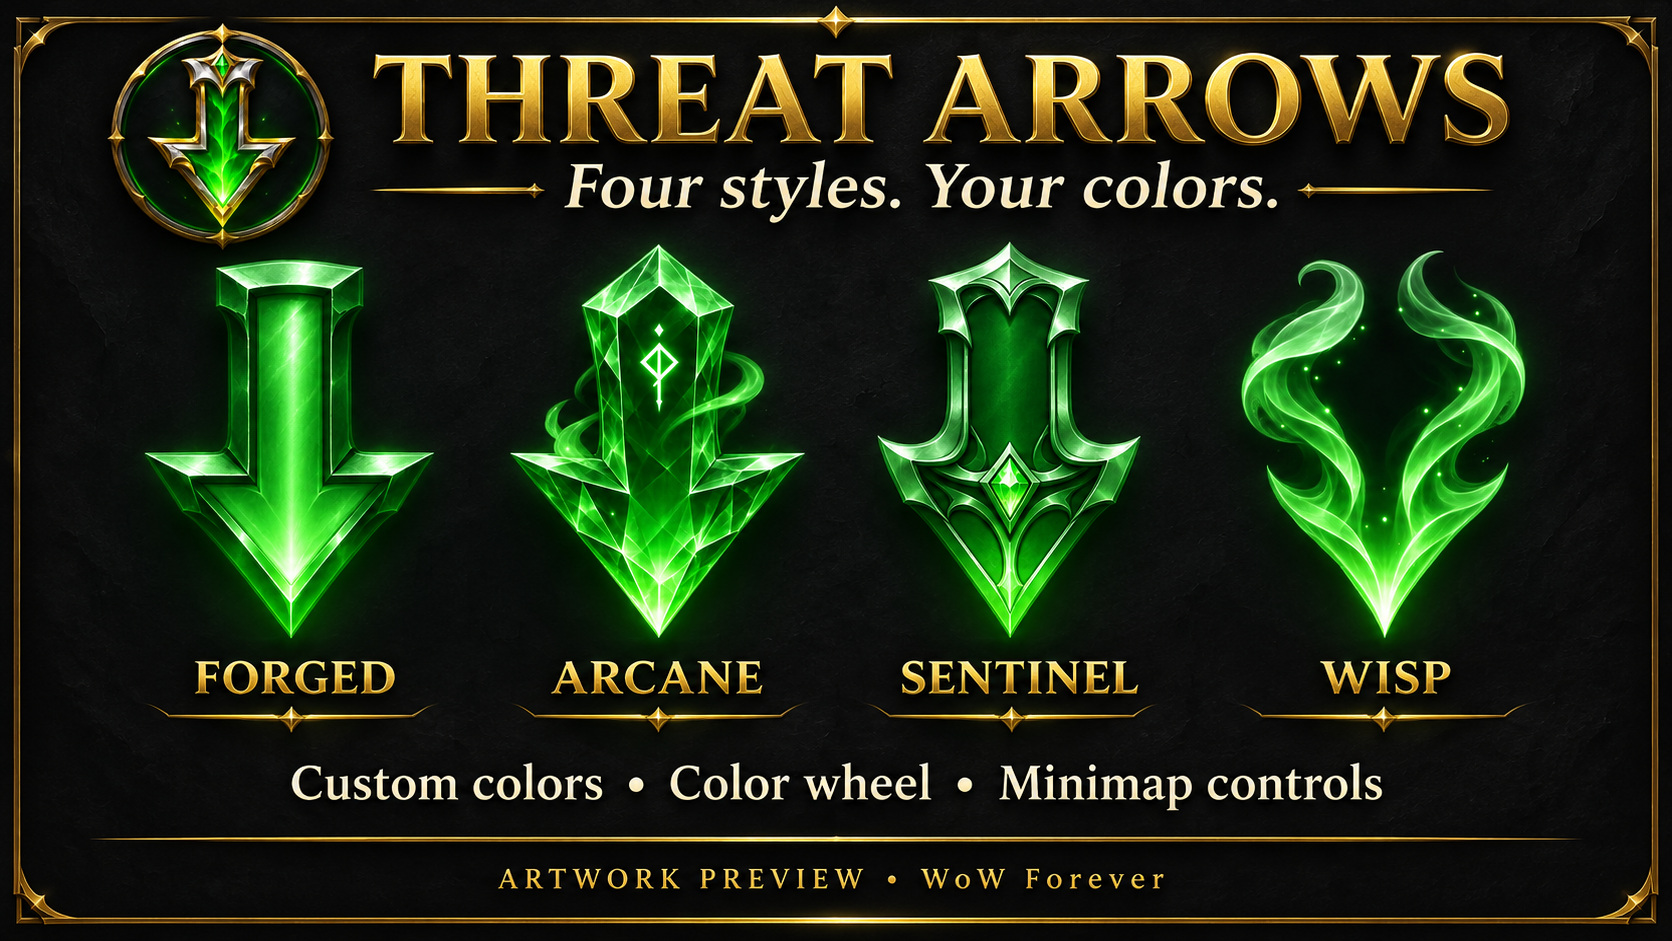 THREAT ARROWS
Four styles. Your colors.
FORGED
ARCANE
SENTINEL
WISP
Custom colors • Color wheel • Minimap controls
ARTWORK PREVIEW • WoW Forever